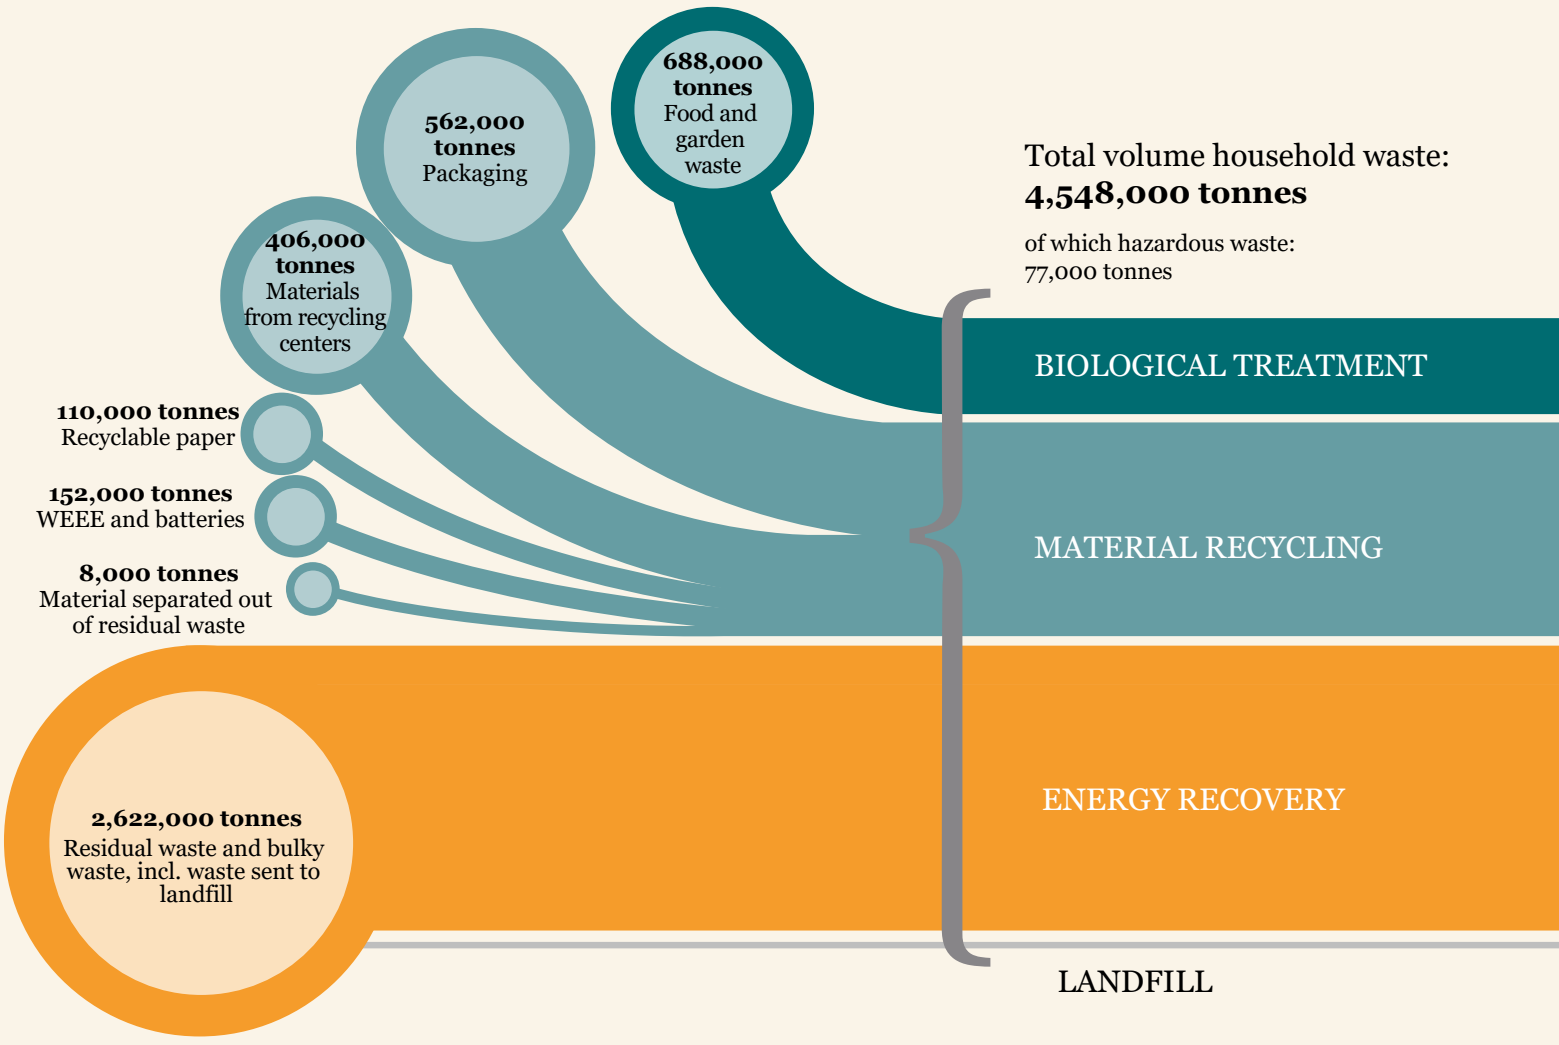 688,000
tonnes
Food and
garden
waste
562,000
tonnes
Packaging
Total volume household waste:
4,548,000 tonnes
of which hazardous waste:
77,000 tonnes
406,000
tonnes
Materials
from recycling
centers
BIOLOGICAL TREATMENT
110,000 tonnes
Recyclable paper
152,000 tonnes
WEEE and batteries
MATERIAL RECYCLING
8,000 tonnes
Material separated out
of residual waste
ENERGY RECOVERY
2,622,000 tonnes
Residual waste and bulky
waste, incl. waste sent to
landfill
LANDFILL